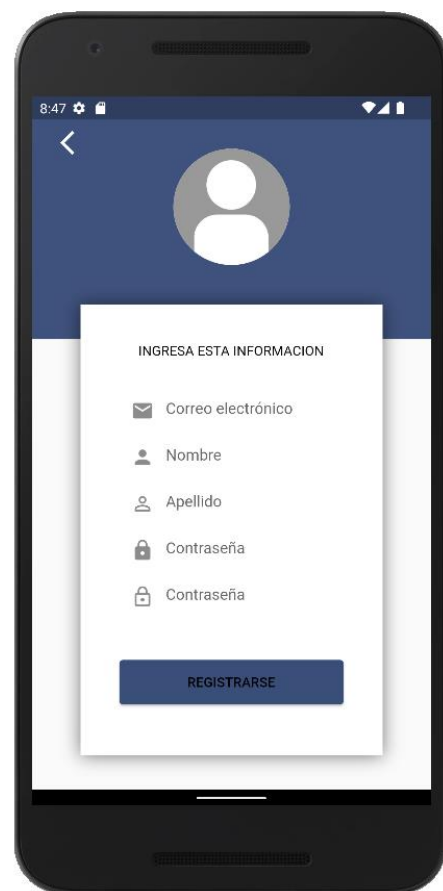 8:47
INGRESA ESTA INFORMACION
Correo electrónico
Nombre
Apellido
Contraseña
Contraseña
REGISTRARSE